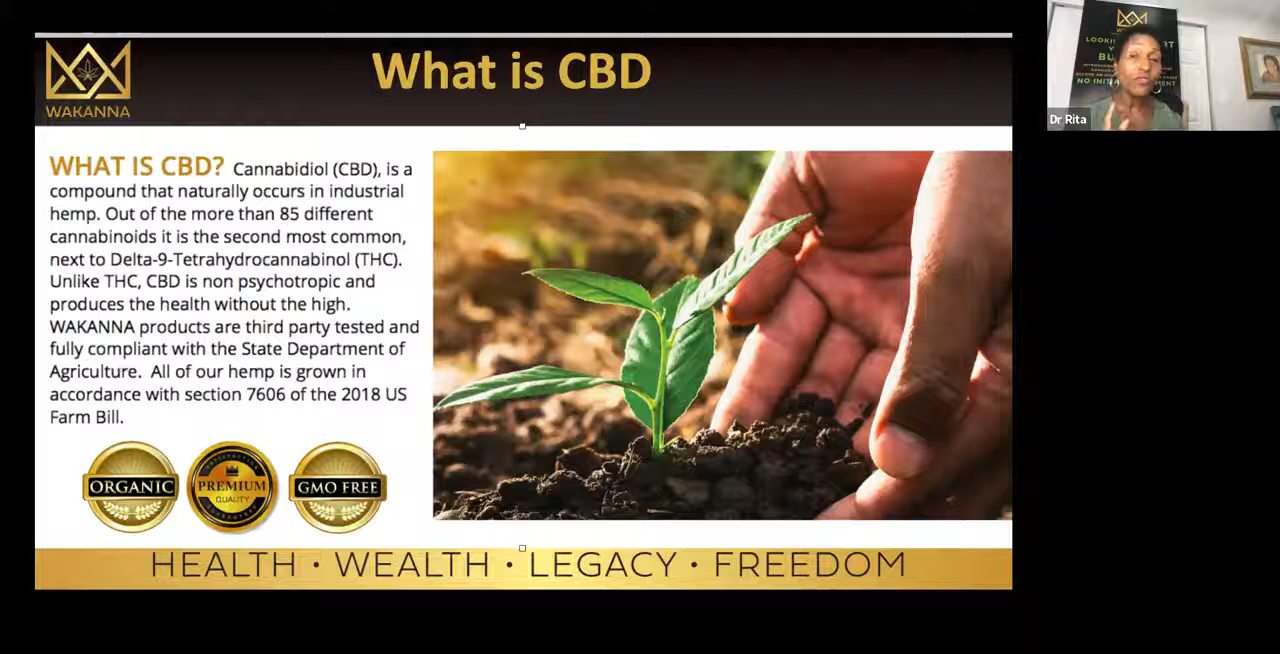 WAKANNA
What is CBD
WHAT IS CBD? Cannabidiol (CBD), is a
compound that naturally occurs in industrial
hemp. Out of the more than 85 different
cannabinoids it is the second most common,
next to Delta-9-Tetrahydrocannabinol (THC).
Unlike THC, CBD is non psychotropic and
produces the health without the high.
WAKANNA products are third party tested and
fully compliant with the State Department of
Agriculture. All of our hemp is grown in
accordance with section 7606 of the 2018 US
Farm Bill.
ORGANIC
SATISFACTION
PREMIUM
QUALITY
GUARANTEED
GMO FREE
HEALTH • WEALTH • LEGACY • FREEDOM
NO INITIA
Dr Rita